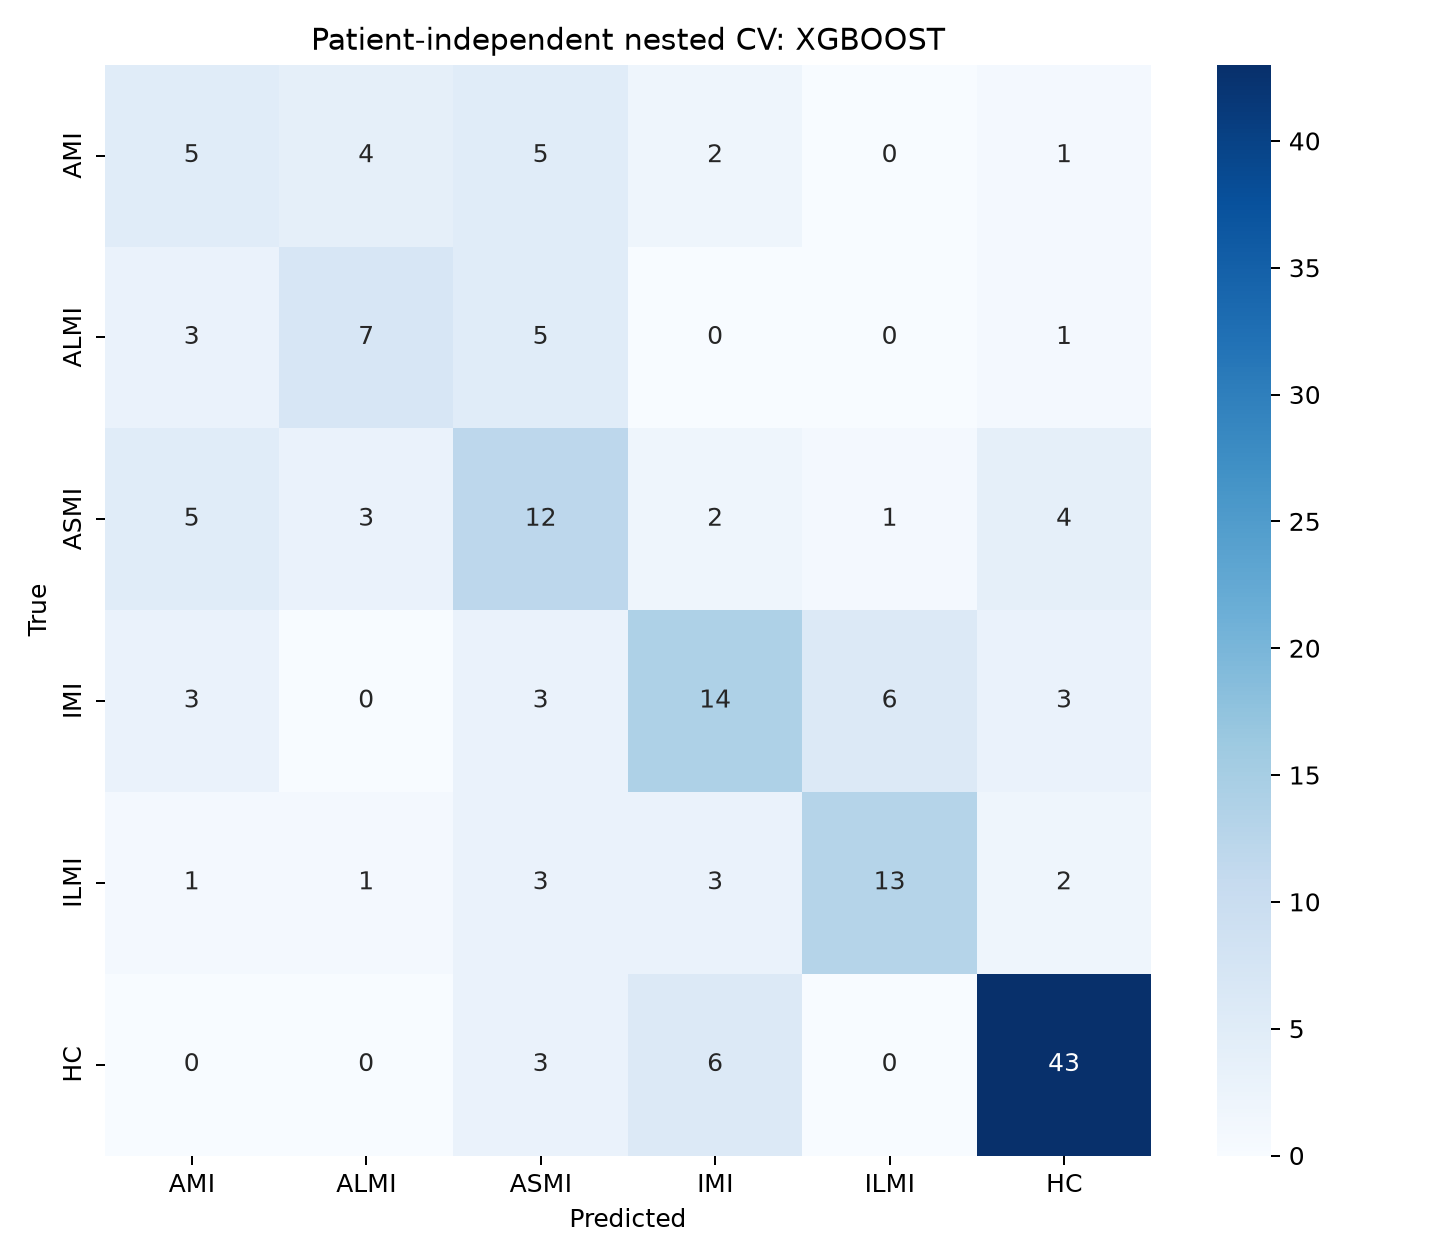 Patient-independent nested CV: XGBOOST
True
AMI 5 4 5 2 0 1
ALMI 3 7 5 0 0 1
ASMI 5 3 12 2 1 4
IMI 3 0 3 14 6 3
ILMI 1 1 3 3 13 2
HC 0 0 3 6 0 43
AMI ALMI ASMI IMI ILMI HC
Predicted
40
35
30
25
20
15
10
5
0